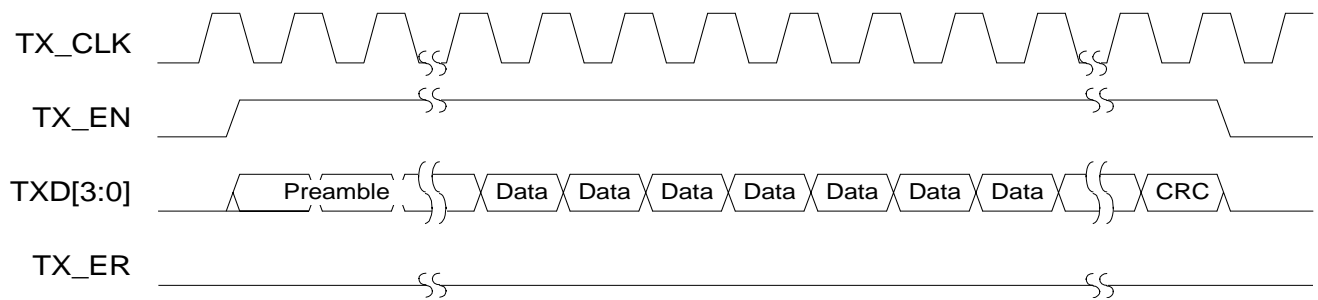 TX_CLK
TX_EN
TXD[3:0] Preamble Data Data Data Data Data Data Data CRC
TX_ER